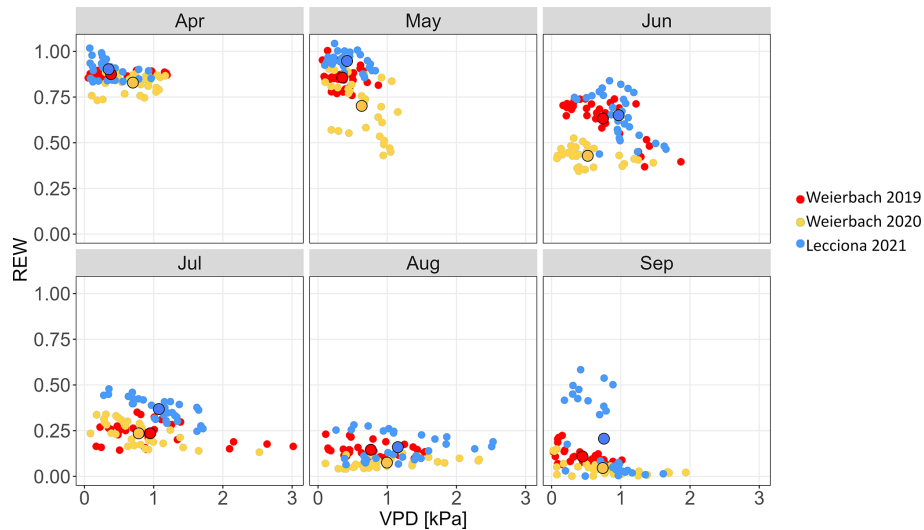 Apr May Jun
1.00
0.75
0.50
0.25
0.00
REW
Weierbach 2019
Weierbach 2020
Lecciona 2021
Jul Aug Sep
1.00
0.75
0.50
0.25
0.00
0 1 2 3 0 1 2 3 0 1 2 3
VPD [kPa]